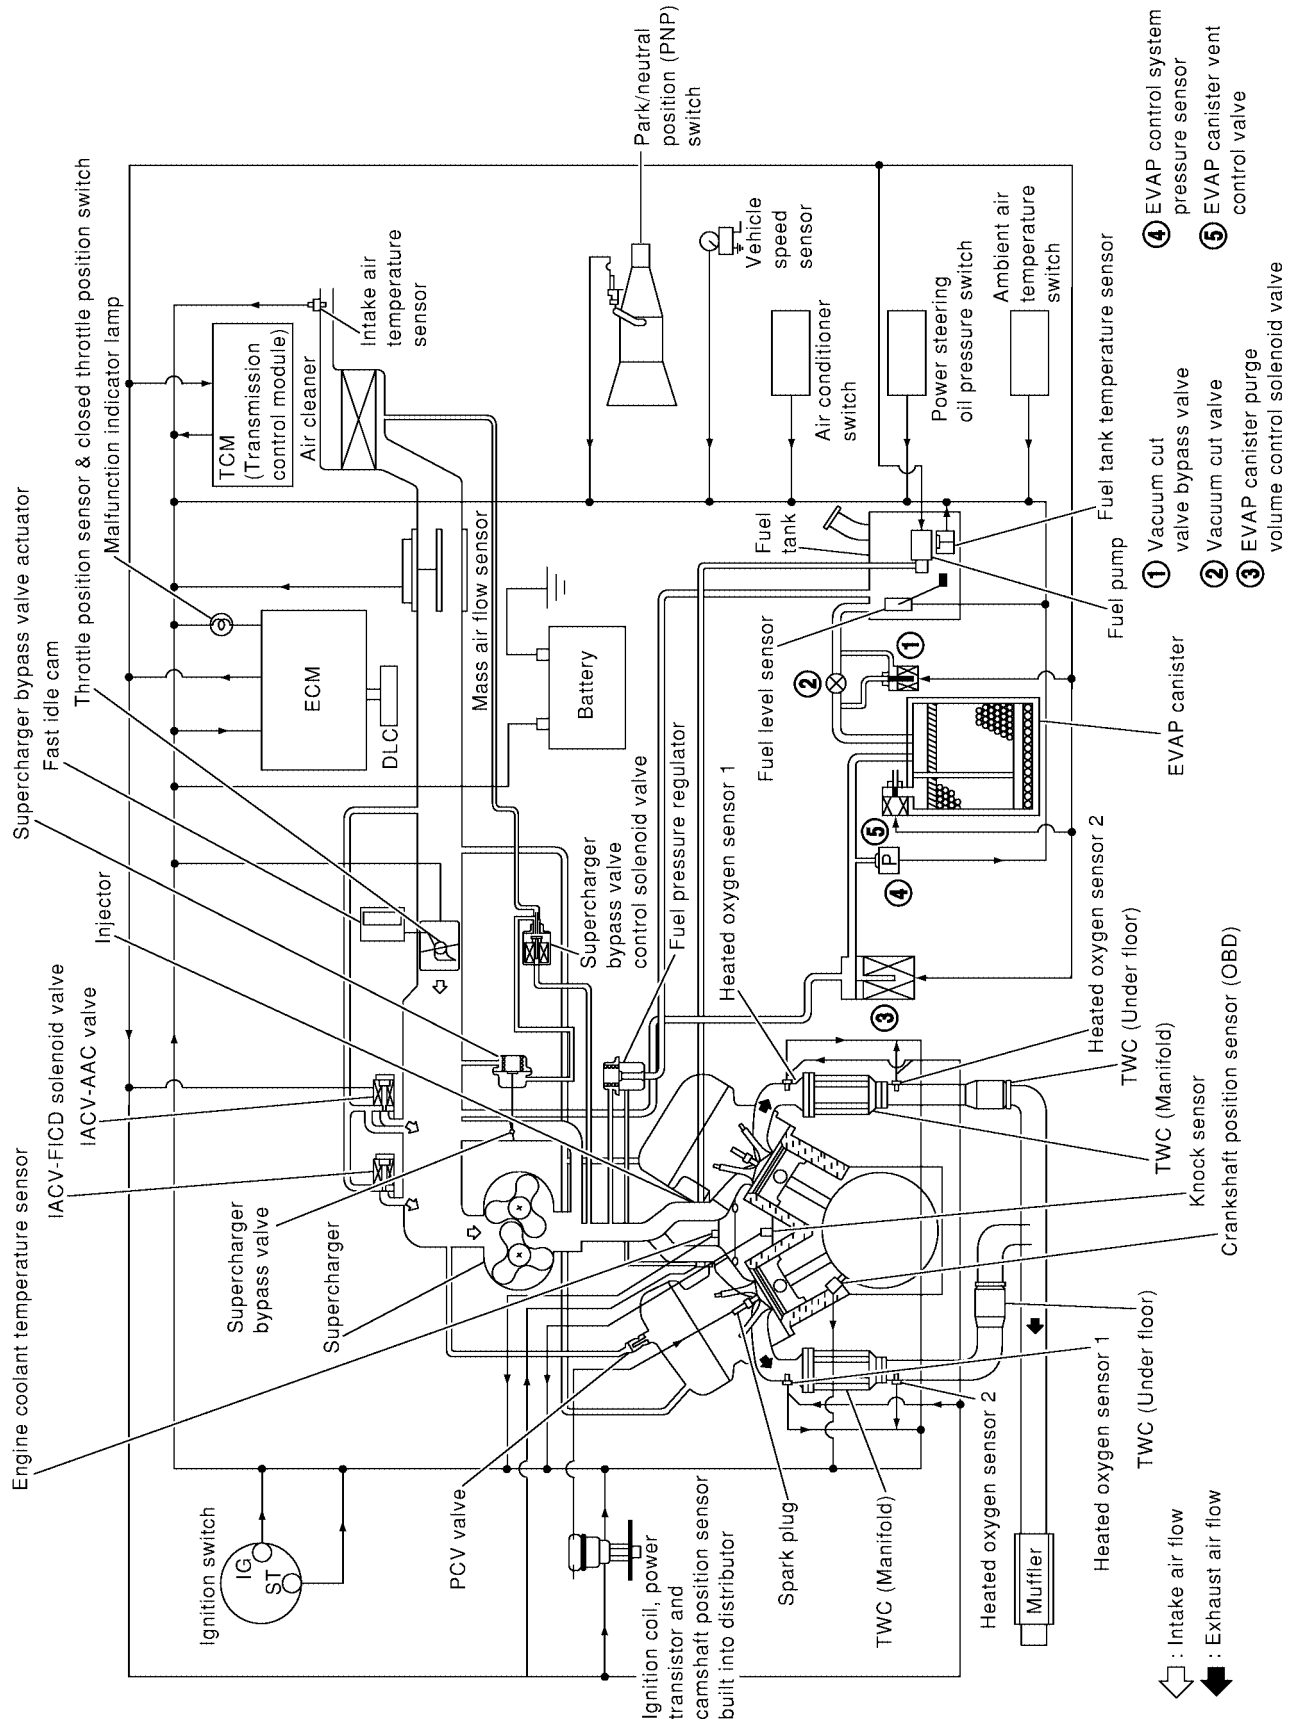 Engine coolant temperature sensor
IACV-FICD solenoid valve
IACV-AAC valve
Injector
Supercharger bypass valve actuator
Fast idle cam
Throttle position sensor & closed throttle position switch
Malfunction indicator lamp
Ignition switch
IG
ST
ECM
DLC
TCM
(Transmission
control module)
Air cleaner
Intake air
temperature
sensor
Mass air flow sensor
Battery
Supercharger
bypass valve
Supercharger
Supercharger
bypass valve
control solenoid valve
Fuel pressure regulator
Heated oxygen sensor 1
Park/neutral
position (PNP)
switch
Vehicle
speed
sensor
Air conditioner
switch
Power steering
oil pressure switch
Ambient air
temperature
switch
Fuel
tank
Fuel level sensor
Fuel pump
Fuel tank temperature sensor
EVAP canister
P
1
2
3
4
5
PCV valve
Ignition coil, power
transistor and
camshaft position sensor
built into distributor
Spark plug
TWC (Manifold)
Heated oxygen sensor 2
Heated oxygen sensor 1
TWC (Under floor)
Muffler
Heated oxygen sensor 2
TWC (Under floor)
TWC (Manifold)
Knock sensor
Crankshaft position sensor (OBD)
: Intake air flow
: Exhaust air flow
1 Vacuum cut
valve bypass valve
2 Vacuum cut valve
3 EVAP canister purge
volume control solenoid valve
4 EVAP control system
pressure sensor
5 EVAP canister vent
control valve